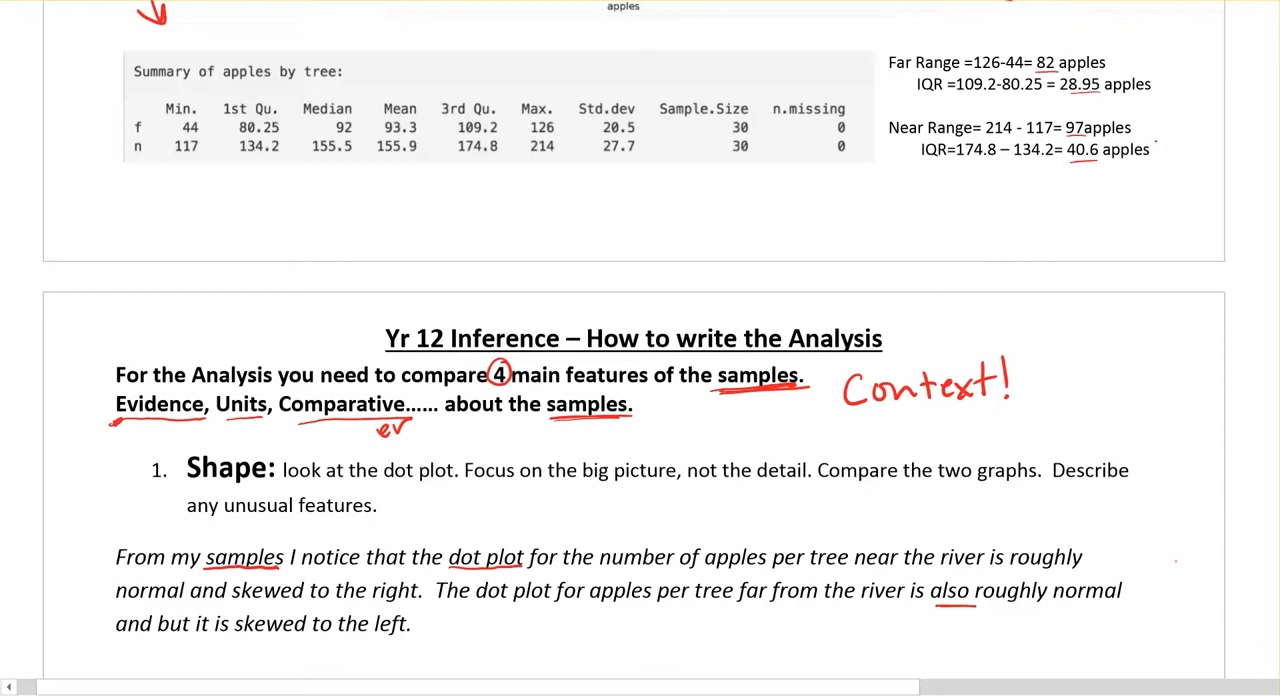 apples
Summary of apples by tree:
Min. 1st Qu. Median Mean 3rd Qu. Max. Std.dev Sample.Size n.missing
f 44 80.25 92 93.3 109.2 126 20.5 30 0
n 117 134.2 155.5 155.9 174.8 214 27.7 30 0
Far Range =126-44= 82 apples
IQR =109.2-80.25 = 28.95 apples
Near Range= 214 - 117= 97apples
IQR=174.8 – 134.2= 40.6 apples
Yr 12 Inference – How to write the Analysis
For the Analysis you need to compare 4 main features of the samples.
Context!
Evidence, Units, Comparative...... about the samples.
er
1. Shape: look at the dot plot. Focus on the big picture, not the detail. Compare the two graphs. Describe
any unusual features.
From my samples I notice that the dot plot for the number of apples per tree near the river is roughly
normal and skewed to the right. The dot plot for apples per tree far from the river is also roughly normal
and but it is skewed to the left.